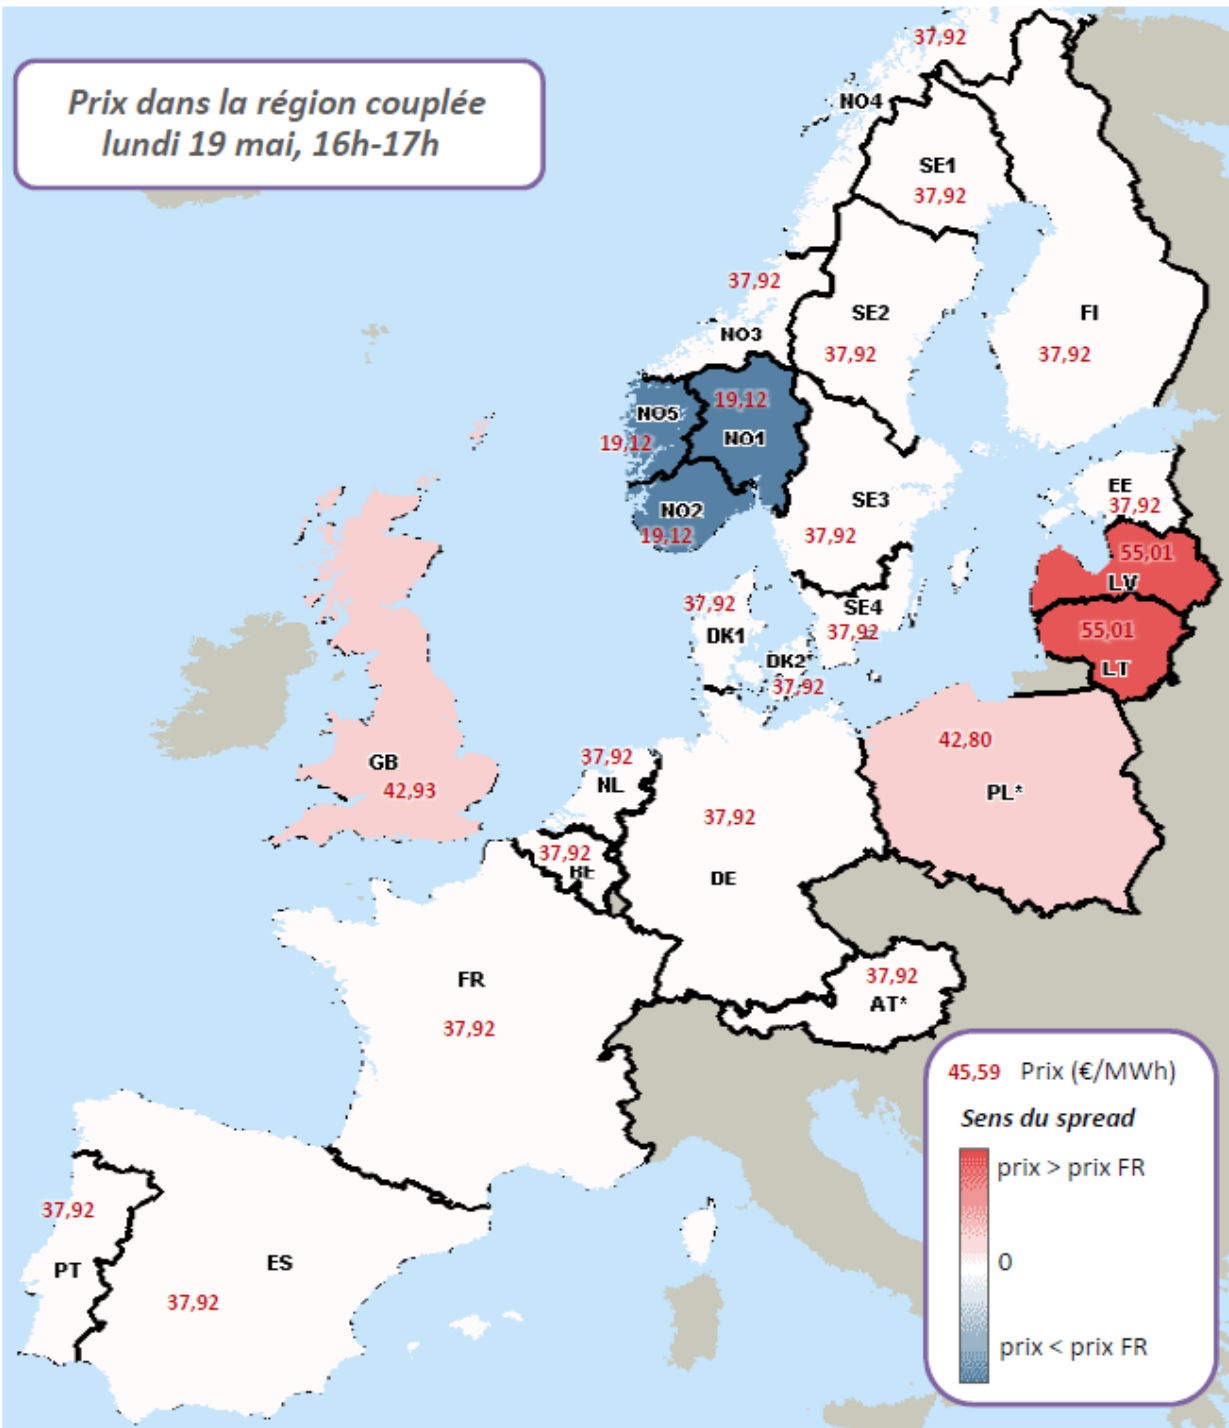 Prix dans la région couplée
lundi 19 mai, 16h-17h
37,92
NO4
SE1
37,92
37,92
NO3
SE2
37,92
FI
37,92
NO5
19,12
19,12
NO1
NO2
19,12
SE3
37,92
EE
37,92
55,01
LV
55,01
LT
37,92
DK1
SE4
37,92
DK2*
37,92
GB
42,93
37,92
NL
37,92
BE
37,92
DE
42,80
PL*
FR
37,92
37,92
AT*
37,92
PT
ES
37,92
45,59 Prix (€/MWh)
Sens du spread
prix > prix FR
0
prix < prix FR